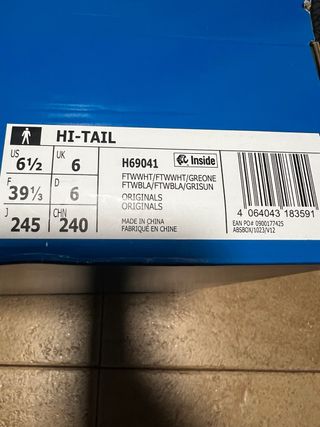 HI-TAIL
US 6½ UK 6
F 39⅓ D 6
J 245 CHN 240
H69041
Inside
FTWWHT/FTWWHT/GREONE
FTWBLA/FTWBLA/GRISUN
ORIGINALS
ORIGINALS
MADE IN CHINA
FABRIQUÉ EN CHINE
4 064043 183591
EAN PO# 0900177425
ABSBOX/1023/V12